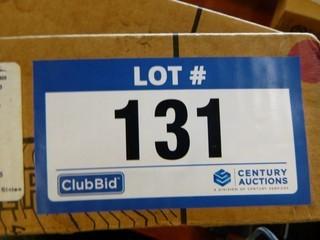 LOT #
131
ClubBid
CENTURY
AUCTIONS
A DIVISION OF CENTURY SERVICES